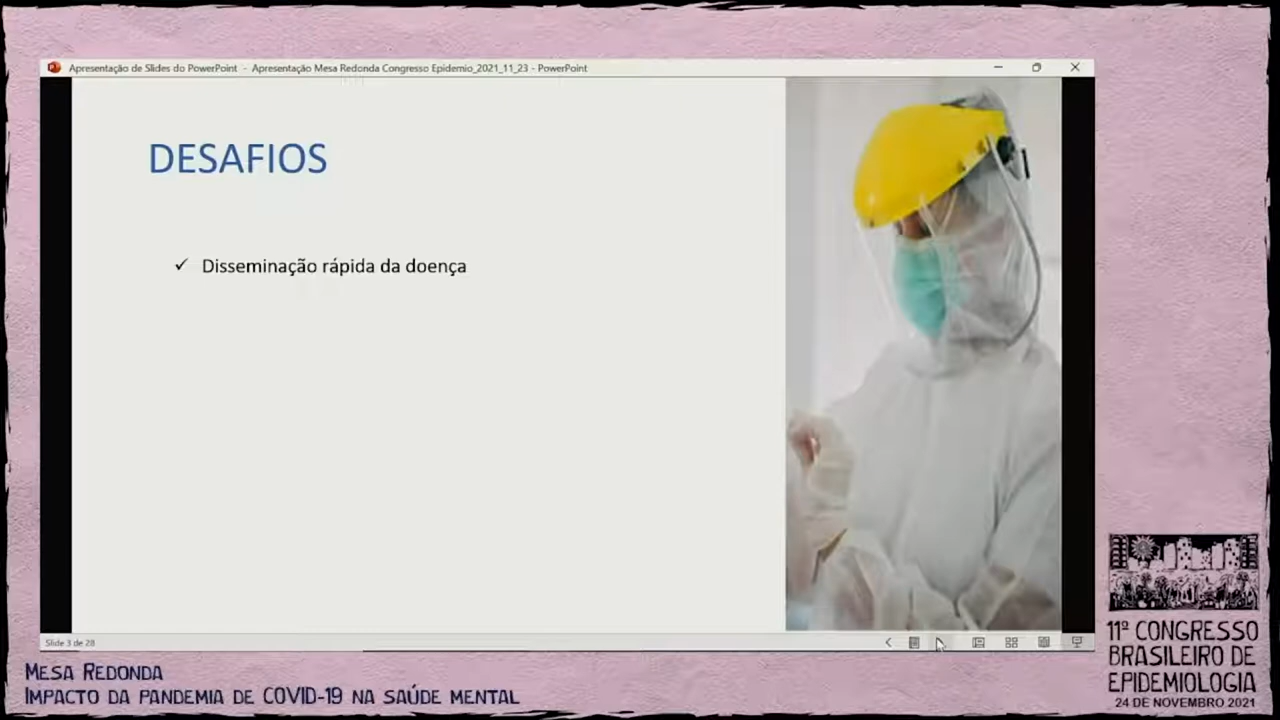 Apresentação de Slides do PowerPoint - Apresentação Mesa Redonda Congresso Epidemio_2021_11_23 - PowerPoint
DESAFIOS
✓ Disseminação rápida da doença
Slide 3 de 28
MESA REDONDA
IMPACTO DA PANDEMIA DE COVID-19 NA SAÚDE MENTAL
11º CONGRESSO
BRASILEIRO DE
EPIDEMIOLOGIA
24 DE NOVEMBRO 2021